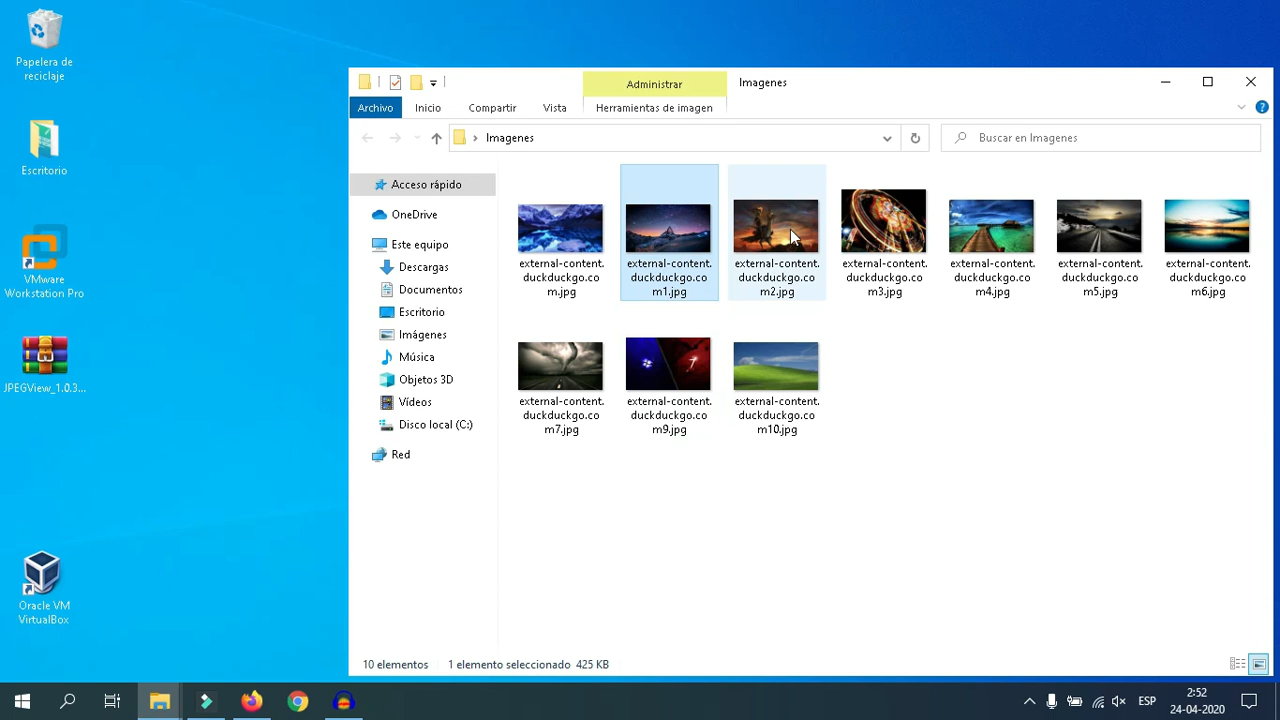 Papelera de
reciclaje
Escritorio
VMware
Workstation Pro
JPEGView_1.0.3...
Oracle VM
VirtualBox
Administrar
Imagenes
Archivo
Inicio
Compartir
Vista
Herramientas de imagen
Imagenes
Buscar en Imagenes
Acceso rápido
OneDrive
Este equipo
Descargas
Documentos
Escritorio
Imágenes
Música
Objetos 3D
Vídeos
Disco local (C:)
Red
external-content.
duckduckgo.co
m.jpg
external-content.
duckduckgo.co
m1.jpg
external-content.
duckduckgo.co
m2.jpg
external-content.
duckduckgo.co
m3.jpg
external-content.
duckduckgo.co
m4.jpg
external-content.
duckduckgo.co
m5.jpg
external-content.
duckduckgo.co
m6.jpg
external-content.
duckduckgo.co
m7.jpg
external-content.
duckduckgo.co
m9.jpg
external-content.
duckduckgo.co
m10.jpg
10 elementos
1 elemento seleccionado 425 KB
ESP
2:52
24-04-2020